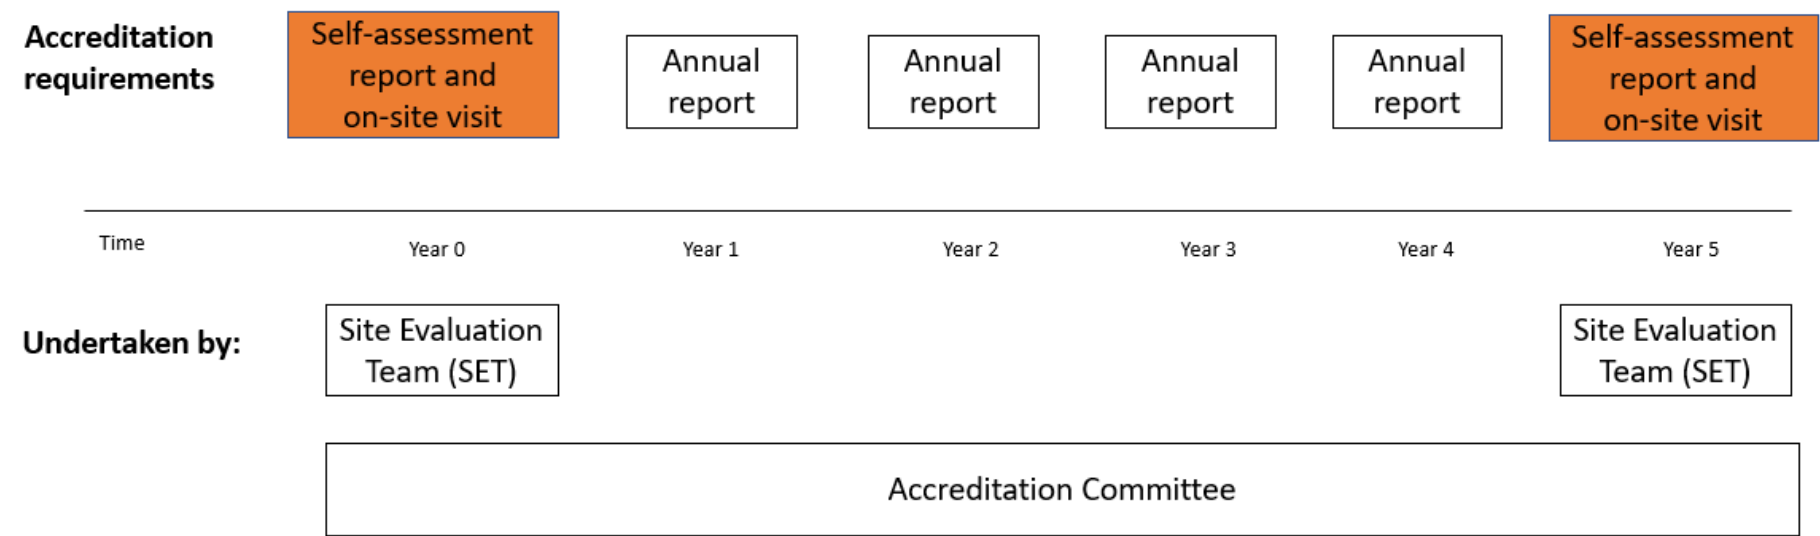 Accreditation
requirements
Self-assessment
report and
on-site visit
Annual
report
Annual
report
Annual
report
Annual
report
Self-assessment
report and
on-site visit
Time
Year 0
Year 1
Year 2
Year 3
Year 4
Year 5
Undertaken by:
Site Evaluation
Team (SET)
Site Evaluation
Team (SET)
Accreditation Committee